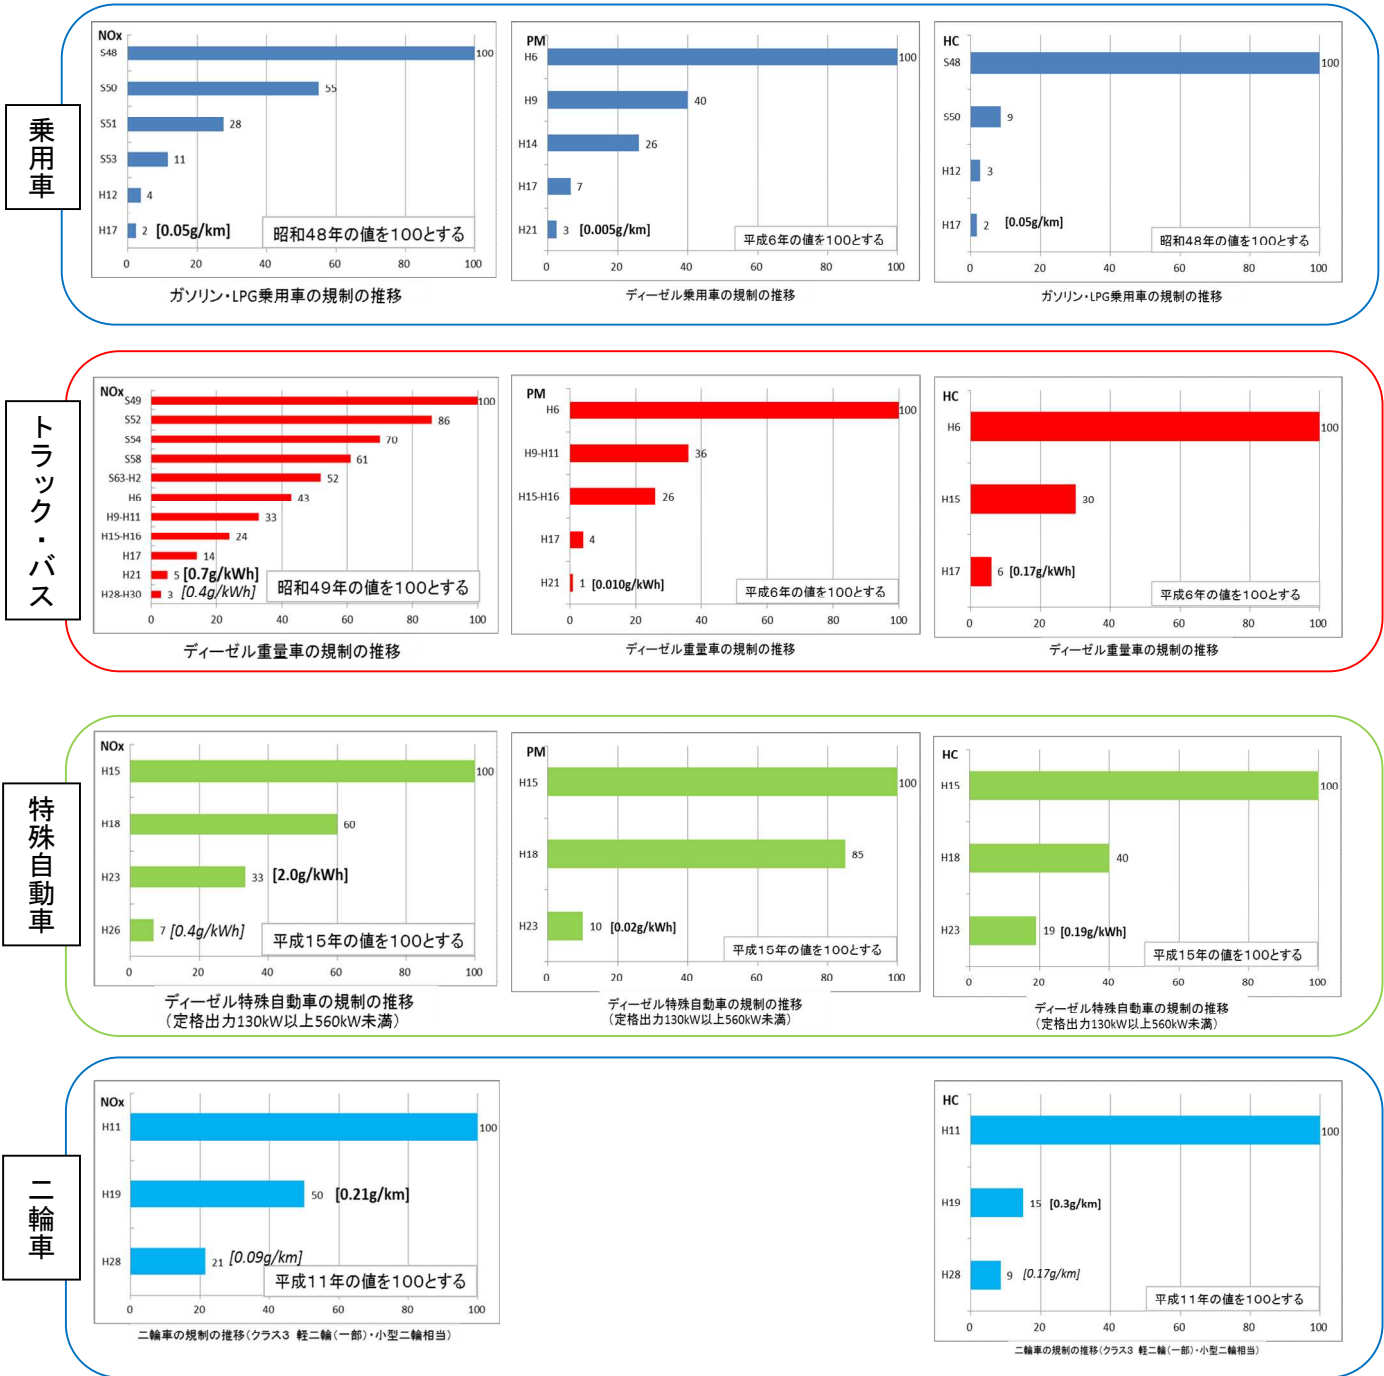 乗用車
NOx
S48
100
S50
55
S51
28
S53
11
H12
4
H17
2 [0.05g/km]
昭和48年の値を100とする
0 20 40 60 80 100
ガソリン・LPG乗用車の規制の推移
PM
H6
100
H9
40
H14
26
H17
7
H21
3 [0.005g/km]
平成6年の値を100とする
0 20 40 60 80 100
ディーゼル乗用車の規制の推移
HC
S48
100
S50
9
H12
3
H17
2 [0.05g/km]
昭和48年の値を100とする
0 20 40 60 80 100
ガソリン・LPG乗用車の規制の推移
トラック・バス
NOx
S49
100
S52
86
S54
70
S58
61
S63-H2
52
H6
43
H9-H11
33
H15-H16
24
H17
14
H21
5 [0.7g/kWh]
H28-H30
3 [0.4g/kWh]
昭和49年の値を100とする
0 20 40 60 80 100
ディーゼル重量車の規制の推移
PM
H6
100
H9-H11
36
H15-H16
26
H17
4
H21
1 [0.010g/kWh]
平成6年の値を100とする
0 20 40 60 80 100
ディーゼル重量車の規制の推移
HC
H6
100
H15
30
H17
6 [0.17g/kWh]
平成6年の値を100とする
0 20 40 60 80 100
ディーゼル重量車の規制の推移
特殊自動車
NOx
H15
100
H18
60
H23
33 [2.0g/kWh]
H26
7 [0.4g/kWh]
平成15年の値を100とする
0 20 40 60 80 100
ディーゼル特殊自動車の規制の推移
（定格出力130kW以上560kW未満）
PM
H15
100
H18
85
H23
10 [0.02g/kWh]
平成15年の値を100とする
0 20 40 60 80 100
ディーゼル特殊自動車の規制の推移
（定格出力130kW以上560kW未満）
HC
H15
100
H18
40
H23
19 [0.19g/kWh]
平成15年の値を100とする
0 20 40 60 80 100
ディーゼル特殊自動車の規制の推移
（定格出力130kW以上560kW未満）
二輪車
NOx
H11
100
H19
50 [0.21g/km]
H28
21 [0.09g/km]
平成11年の値を100とする
0 20 40 60 80 100
二輪車の規制の推移（クラス3 軽二輪（一部）・小型二輪相当）
HC
H11
100
H19
15 [0.3g/km]
H28
9 [0.17g/km]
平成11年の値を100とする
0 20 40 60 80 100
二輪車の規制の推移（クラス3 軽二輪（一部）・小型二輪相当）